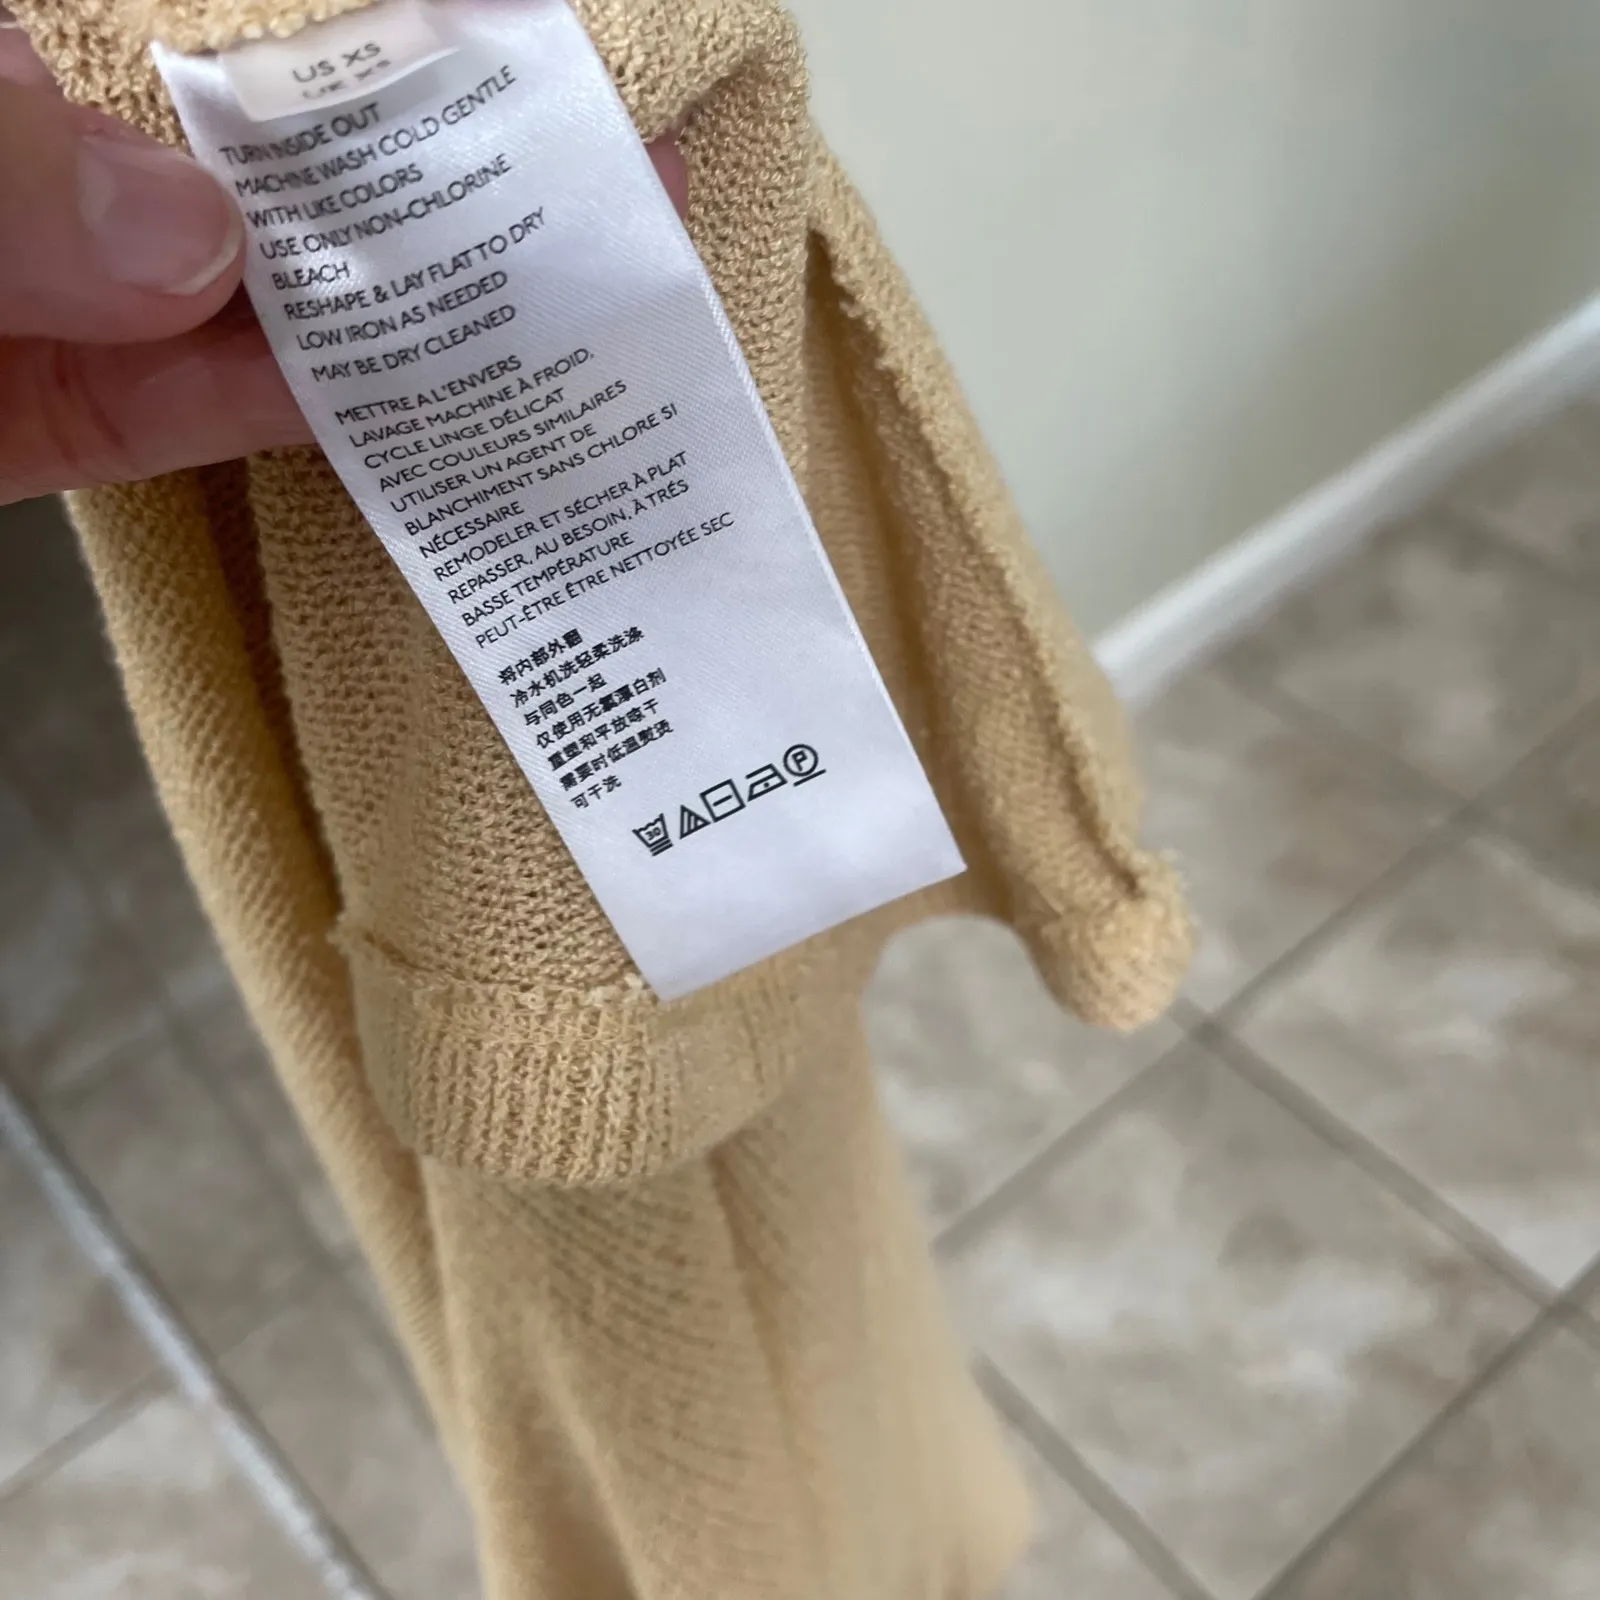 US XS
UK XS
TURN INSIDE OUT
MACHINE WASH COLD GENTLE
WITH LIKE COLORS
USE ONLY NON-CHLORINE
BLEACH
RESHAPE & LAY FLAT TO DRY
LOW IRON AS NEEDED
MAY BE DRY CLEANED
METTRE A L'ENVERS
LAVAGE MACHINE À FROID,
CYCLE LINGE DÉLICAT
AVEC COULEURS SIMILAIRES
UTILISER UN AGENT DE
BLANCHIMENT SANS CHLORE SI
NÉCESSAIRE
REMODELER ET SÉCHER À PLAT
REPASSER, AU BESOIN, À TRÉS
BASSE TEMPÉRATURE
PEUT-ÊTRE ÊTRE NETTOYÉE SEC
将内部外翻
冷水机洗轻柔洗涤
与同色一起
仅使用无氯漂白剂
重塑和平放晾干
需要时低温熨烫
可干洗
30 P